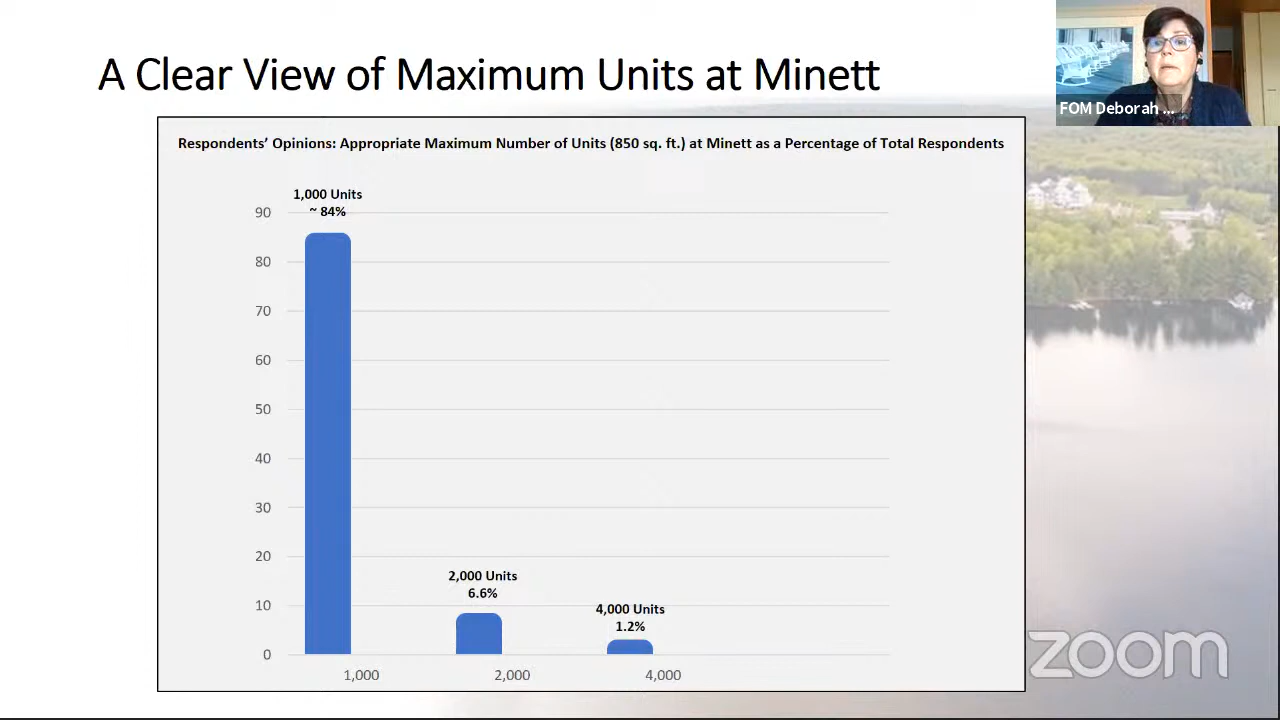 A Clear View of Maximum Units at Minett
FOM Deborah ...
Respondents’ Opinions: Appropriate Maximum Number of Units (850 sq. ft.) at Minett as a Percentage of Total Respondents
1,000 Units
~ 84%
90
80
70
60
50
40
30
20
2,000 Units
6.6%
4,000 Units
1.2%
10
0
1,000
2,000
4,000
zoom